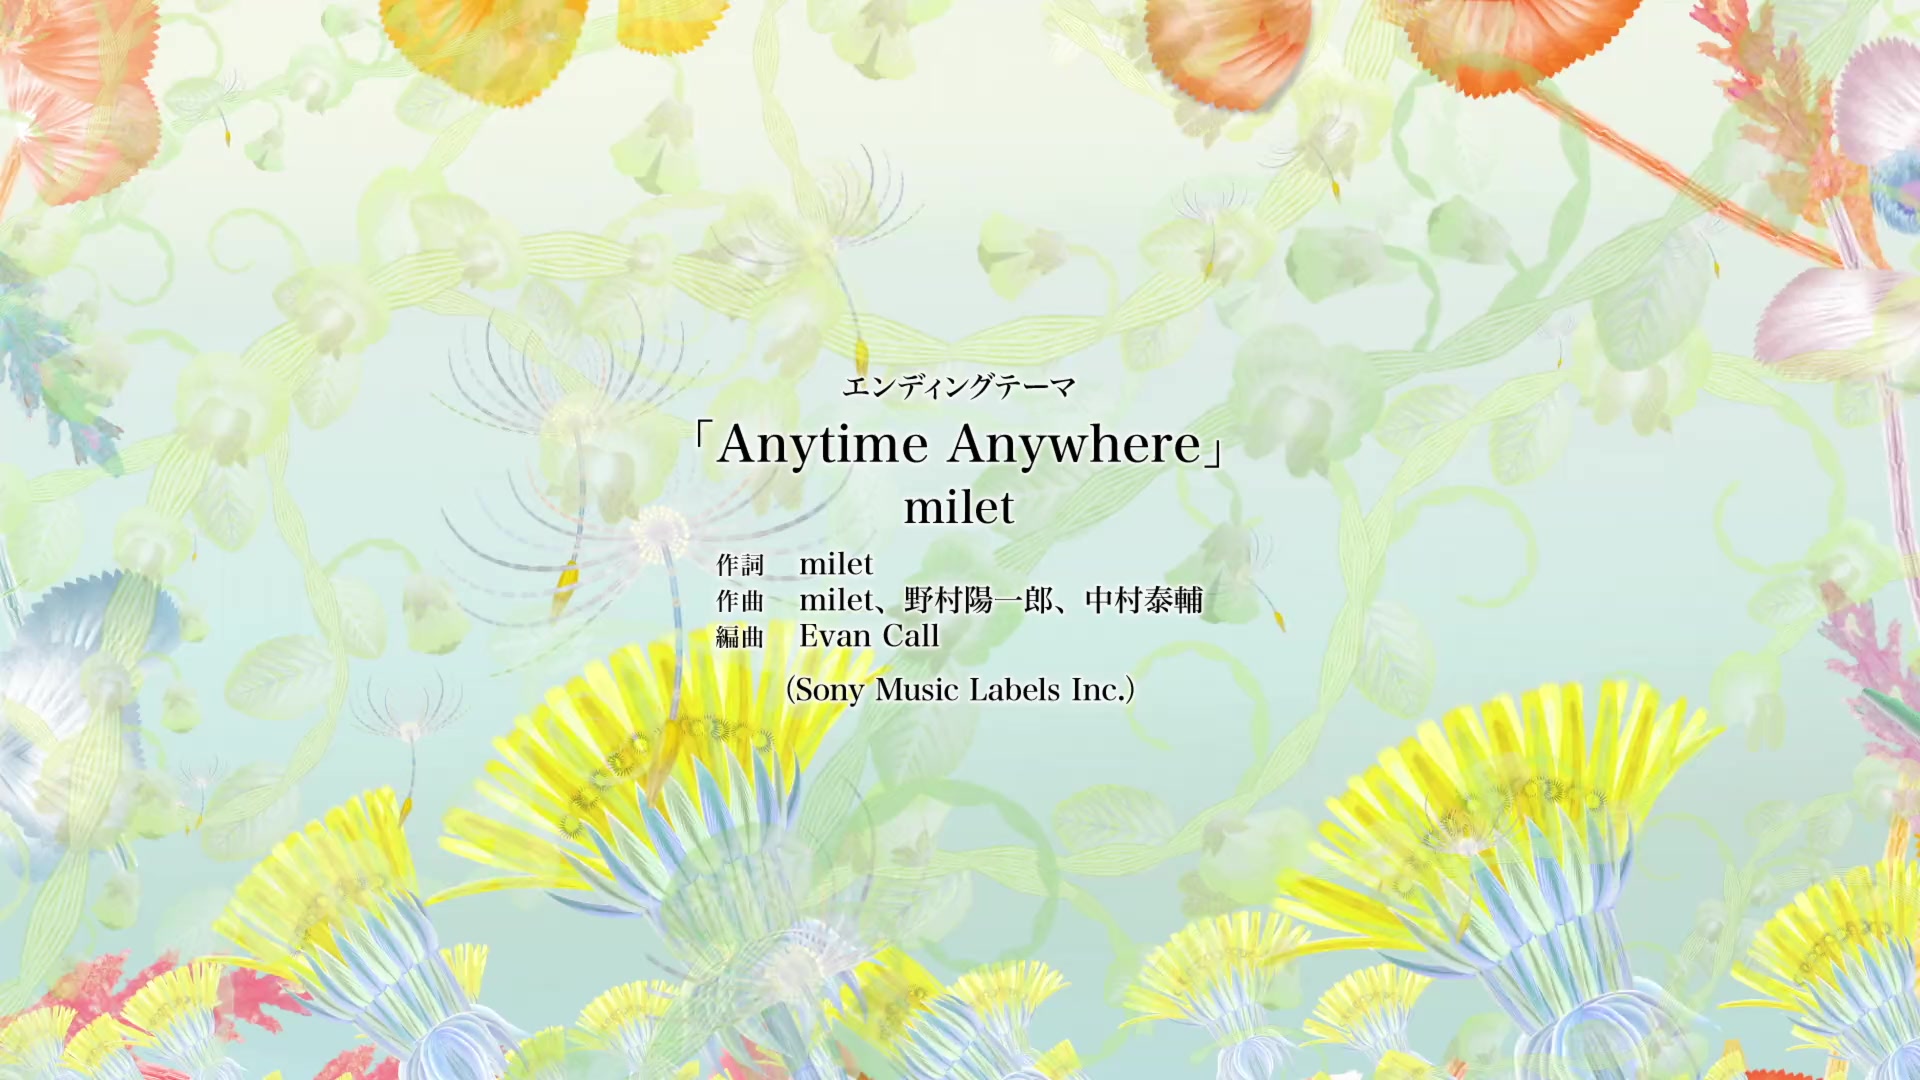 エンディングテーマ
「Anytime Anywhere」
milet
作詞 milet
作曲 milet、野村陽一郎、中村泰輔
編曲 Evan Call
(Sony Music Labels Inc.)